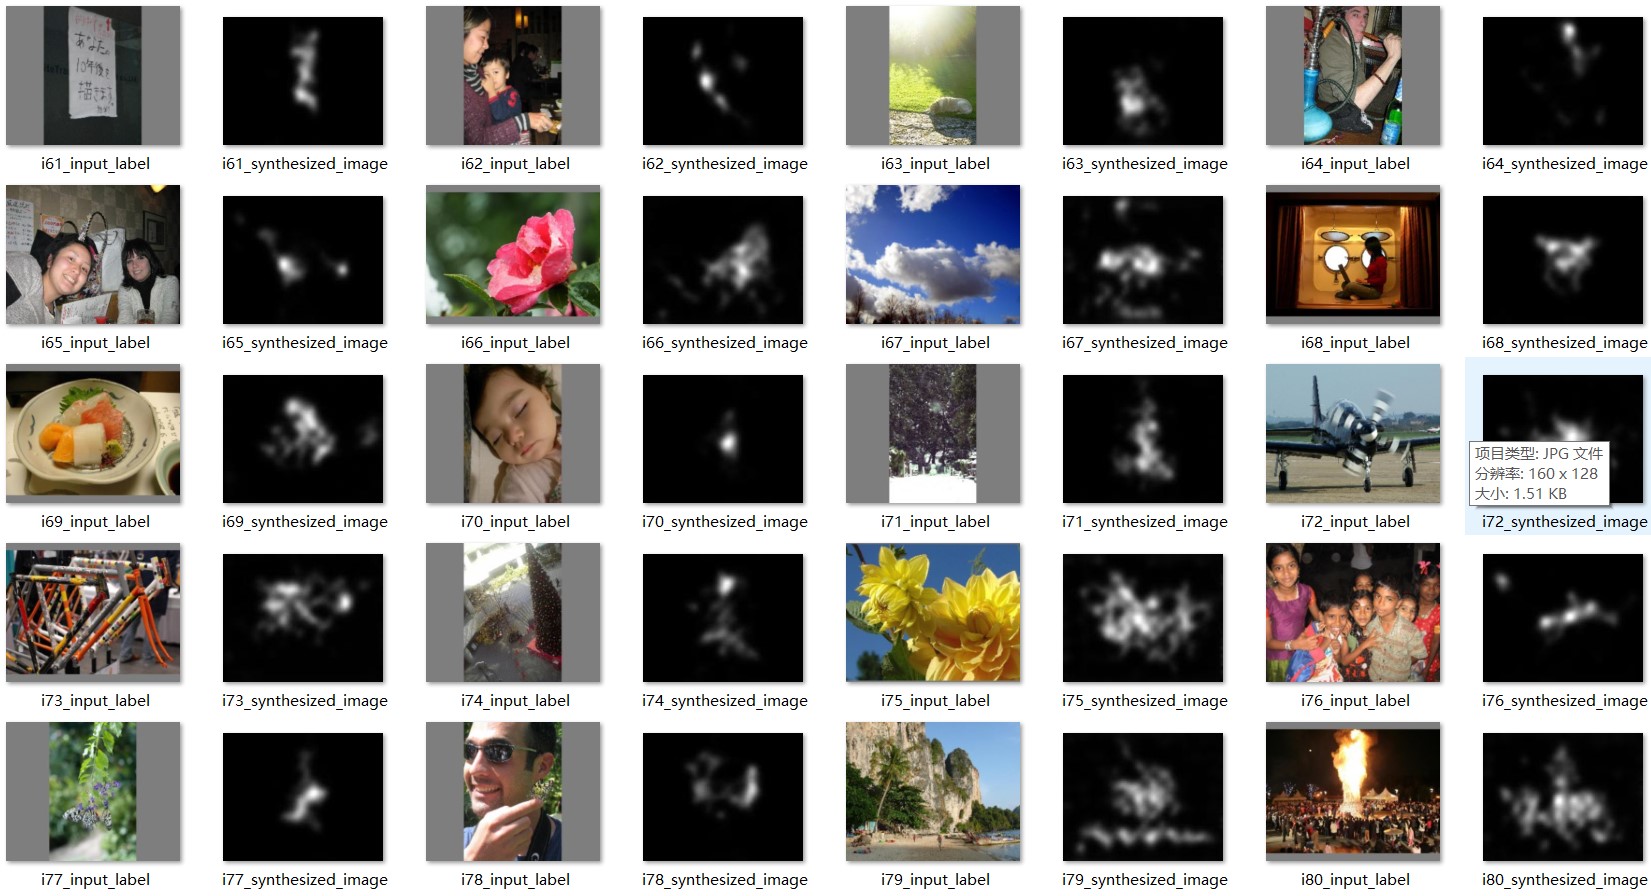 あなたの
10年後を
描きます
i61_input_label
i61_synthesized_image
i62_input_label
i62_synthesized_image
i63_input_label
i63_synthesized_image
i64_input_label
i64_synthesized_image
i65_input_label
i65_synthesized_image
i66_input_label
i66_synthesized_image
i67_input_label
i67_synthesized_image
i68_input_label
i68_synthesized_image
i69_input_label
i69_synthesized_image
i70_input_label
i70_synthesized_image
i71_input_label
i71_synthesized_image
i72_input_label
项目类型: JPG 文件
分辨率: 160 x 128
大小: 1.51 KB
i72_synthesized_image
i73_input_label
i73_synthesized_image
i74_input_label
i74_synthesized_image
i75_input_label
i75_synthesized_image
i76_input_label
i76_synthesized_image
i77_input_label
i77_synthesized_image
i78_input_label
i78_synthesized_image
i79_input_label
i79_synthesized_image
i80_input_label
i80_synthesized_image